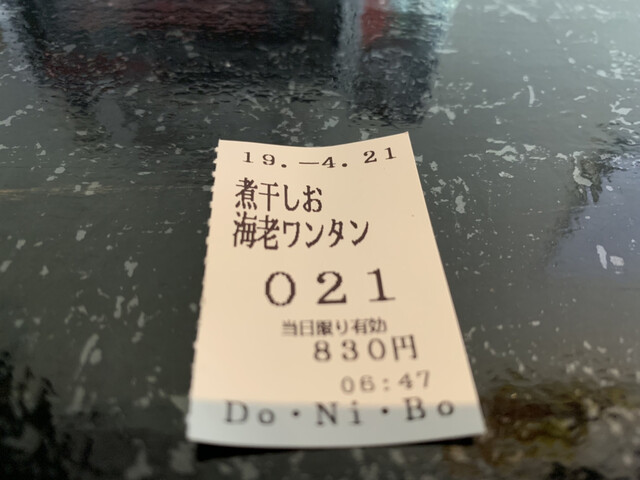 19.-4.21
煮干しお
海老ワンタン
021
当日限り有効
830円
06:47
Do・Ni・Bo